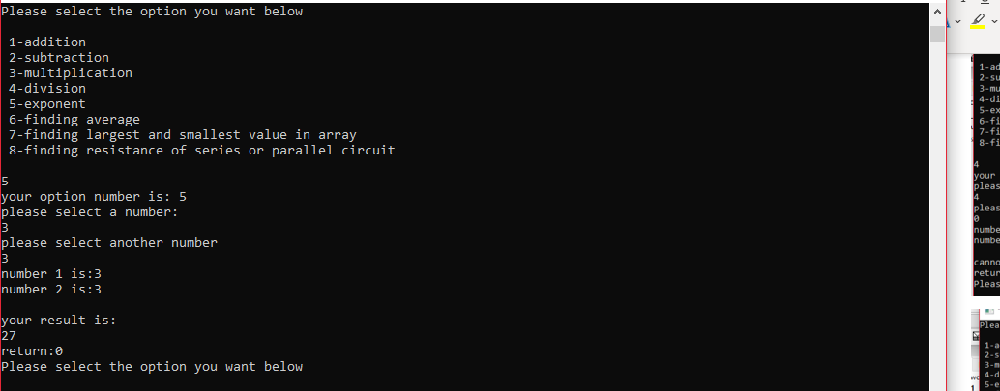 Please select the option you want below
1-addition
2-subtraction
3-multiplication
4-division
5-exponent
6-finding average
7-finding largest and smallest value in array
8-finding resistance of series or parallel circuit
5
your option number is: 5
please select a number:
3
please select another number
3
number 1 is:3
number 2 is:3
your result is:
27
return:0
Please select the option you want below
1-ad
2-su
3-mu
4-di
5-ex
6-fi
7-fi
8-fi
4
your
pleas
4
pleas
0
numbe
numbe
canno
retur
Pleas
Plea
1-a
2-s
3-m
4-d
5-e